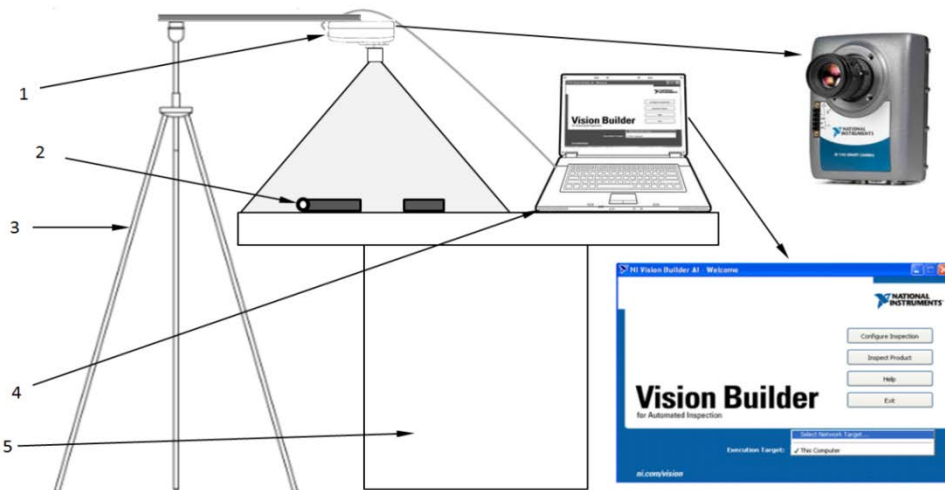 1
2
3
4
5
Vision Builder
NATIONAL
INSTRUMENTS
NI Vision Builder AI - Welcome
NATIONAL
INSTRUMENTS
Configure Inspection
Inspect Product
Help
Exit
Vision Builder
for Automated Inspection
Select Network Target...
Execution Target:
✓ This Computer
ni.com/vision